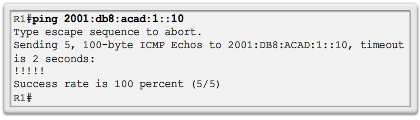 R1#ping 2001:db8:acad:1::10
Type escape sequence to abort.
Sending 5, 100-byte ICMP Echos to 2001:DB8:ACAD:1::10, timeout
is 2 seconds:
!!!!!
Success rate is 100 percent (5/5)
R1#